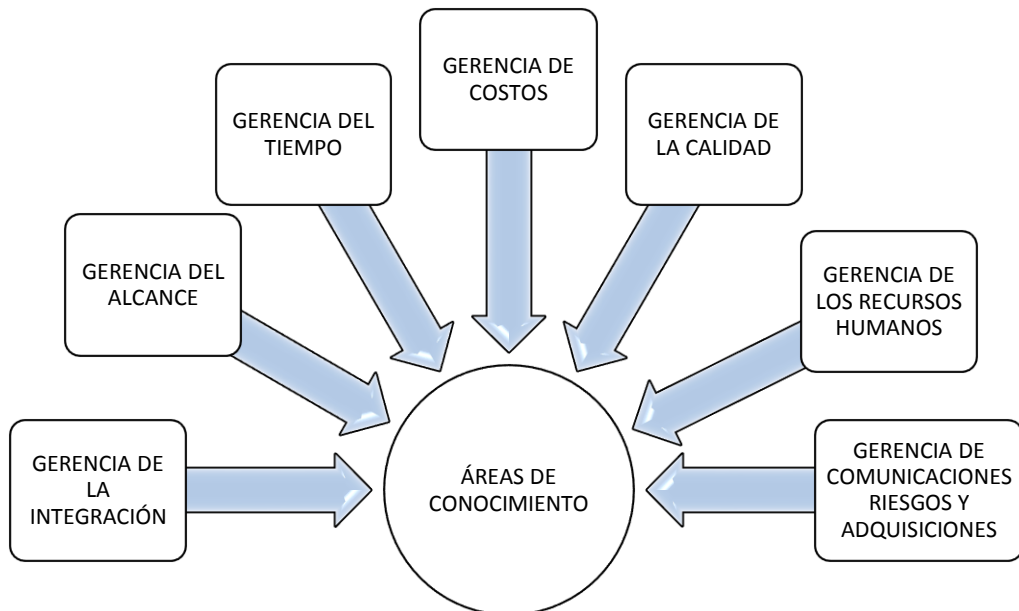 GERENCIA DE
COSTOS
GERENCIA DEL
TIEMPO
GERENCIA DE
LA CALIDAD
GERENCIA DEL
ALCANCE
GERENCIA DE
LOS RECURSOS
HUMANOS
GERENCIA DE
LA
INTEGRACIÓN
ÁREAS DE
CONOCIMIENTO
GERENCIA DE
COMUNICACIONES
RIESGOS Y
ADQUISICIONES